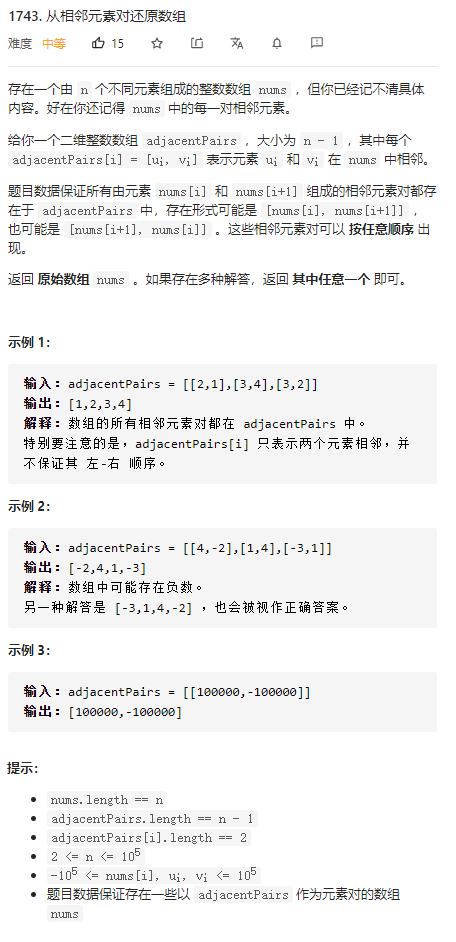 1743. 从相邻元素对还原数组
难度 中等 15
存在一个由 n 个不同元素组成的整数数组 nums ，但你已经记不清具体
内容。好在你还记得 nums 中的每一对相邻元素。
给你一个二维整数数组 adjacentPairs ，大小为 n - 1 ，其中每个
adjacentPairs[i] = [ui, vi] 表示元素 ui 和 vi 在 nums 中相邻。
题目数据保证所有由元素 nums[i] 和 nums[i+1] 组成的相邻元素对都存
在于 adjacentPairs 中，存在形式可能是 [nums[i], nums[i+1]] ，
也可能是 [nums[i+1], nums[i]] 。这些相邻元素对可以 按任意顺序 出
现。
返回 原始数组 nums 。如果存在多种解答，返回 其中任意一个 即可。
示例 1：
输入：adjacentPairs = [[2,1],[3,4],[3,2]]
输出：[1,2,3,4]
解释：数组的所有相邻元素对都在 adjacentPairs 中。
特别要注意的是，adjacentPairs[i] 只表示两个元素相邻，并
不保证其 左-右 顺序。
示例 2：
输入：adjacentPairs = [[4,-2],[1,4],[-3,1]]
输出：[-2,4,1,-3]
解释：数组中可能存在负数。
另一种解答是 [-3,1,4,-2] ，也会被视作正确答案。
示例 3：
输入：adjacentPairs = [[100000,-100000]]
输出：[100000,-100000]
提示：
nums.length == n
adjacentPairs.length == n - 1
adjacentPairs[i].length == 2
2 <= n <= 10⁵
-10⁵ <= nums[i], ui, vi <= 10⁵
题目数据保证存在一些以 adjacentPairs 作为元素对的数组
nums